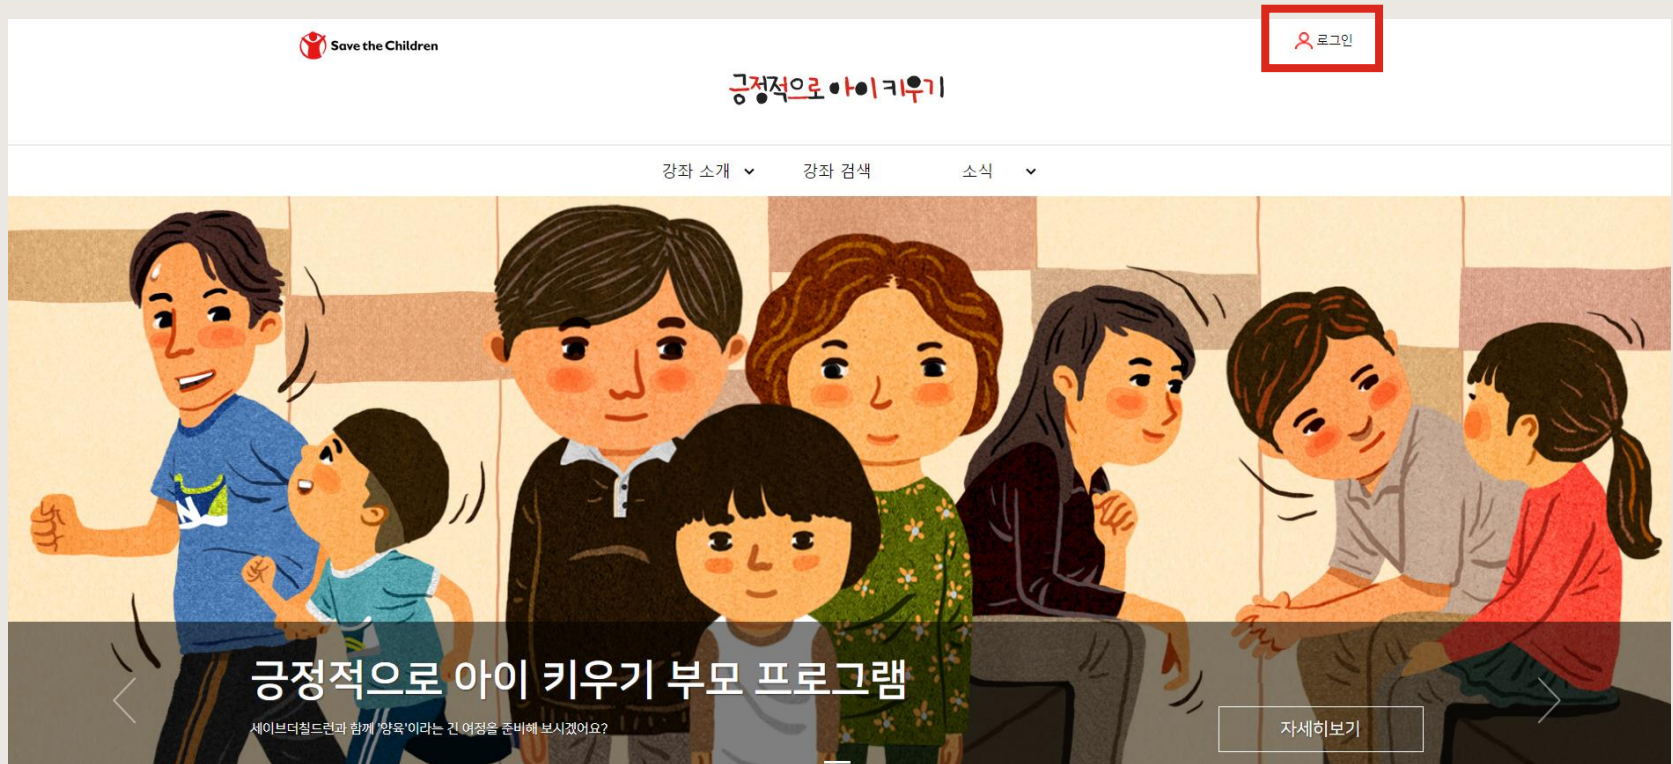 Save the Children
로그인
긍정적으로 아이 키우기
강좌 소개 강좌 검색 소식
긍정적으로 아이 키우기 부모 프로그램
세이브더칠드런과 함께 '양육'이라는 긴 여정을 준비해 보시겠어요?
자세히보기